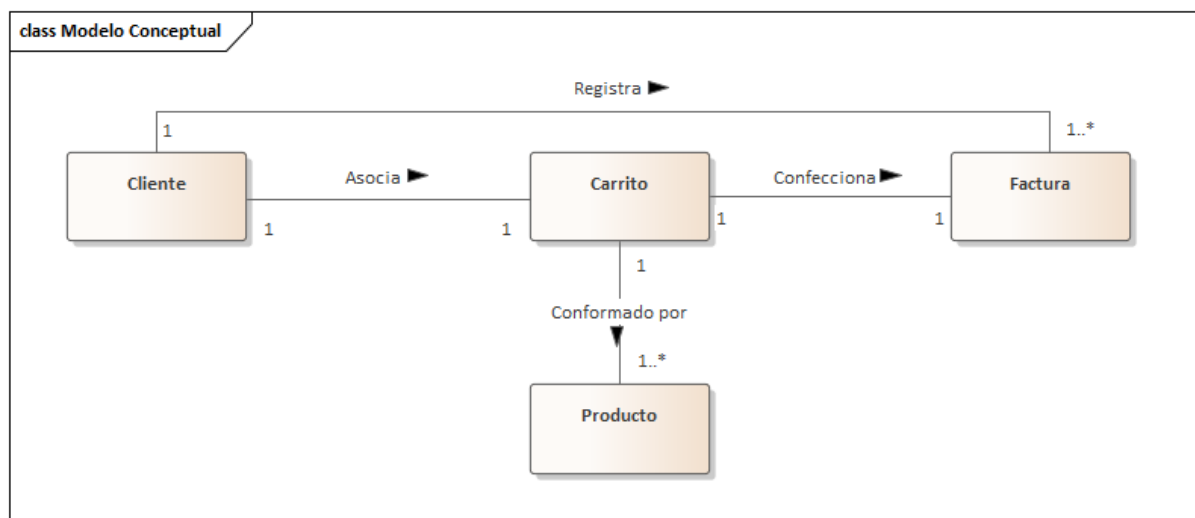 class Modelo Conceptual
Registra
1
1..*
Cliente
Asocia
Carrito
Confecciona
Factura
1
1
1
1
1
Conformado por
1..*
Producto